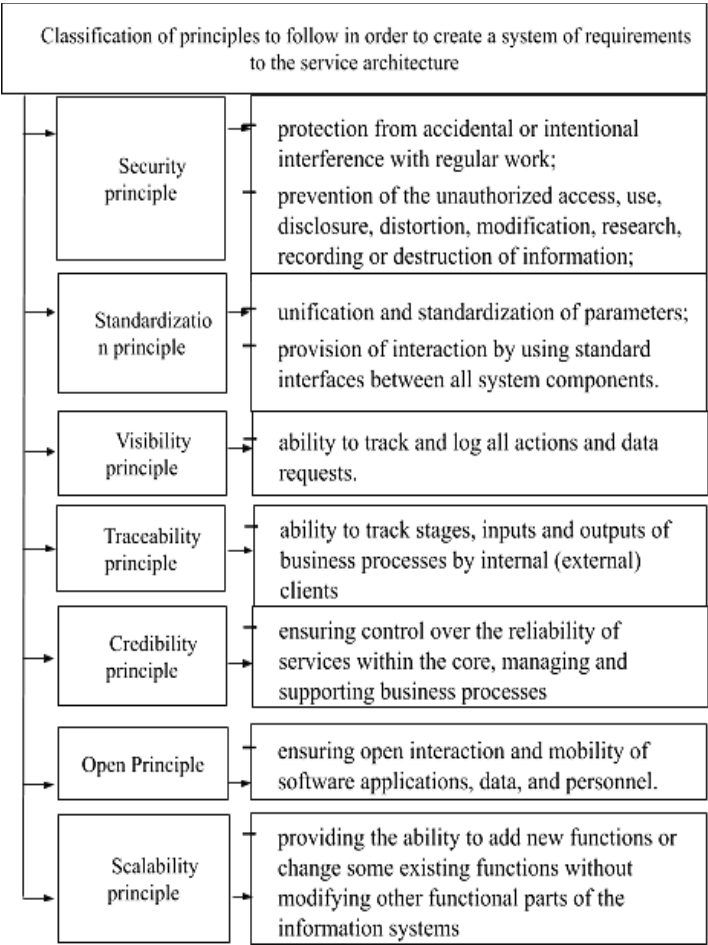 Classification of principles to follow in order to create a system of requirements
to the service architecture
Security
principle
protection from accidental or intentional
interference with regular work;
prevention of the unauthorized access, use,
disclosure, distortion, modification, research,
recording or destruction of information;
Standardizatio
n principle
unification and standardization of parameters;
provision of interaction by using standard
interfaces between all system components.
Visibility
principle
ability to track and log all actions and data
requests.
Traceability
principle
ability to track stages, inputs and outputs of
business processes by internal (external)
clients
Credibility
principle
ensuring control over the reliability of
services within the core, managing and
supporting business processes
Open Principle
ensuring open interaction and mobility of
software applications, data, and personnel.
Scalability
principle
providing the ability to add new functions or
change some existing functions without
modifying other functional parts of the
information systems